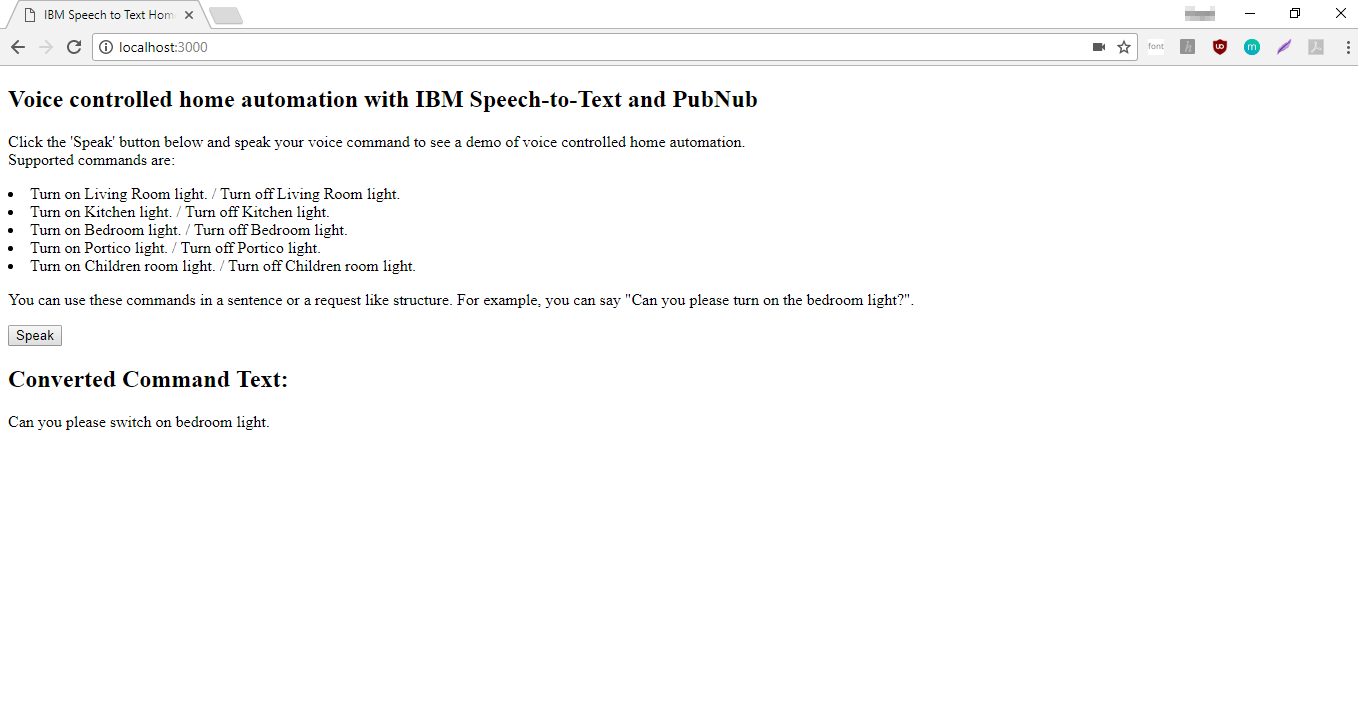 IBM Speech to Text Hom
localhost:3000
font
h
m
Voice controlled home automation with IBM Speech-to-Text and PubNub
Click the 'Speak' button below and speak your voice command to see a demo of voice controlled home automation.
Supported commands are:
Turn on Living Room light. / Turn off Living Room light.
Turn on Kitchen light. / Turn off Kitchen light.
Turn on Bedroom light. / Turn off Bedroom light.
Turn on Portico light. / Turn off Portico light.
Turn on Children room light. / Turn off Children room light.
You can use these commands in a sentence or a request like structure. For example, you can say "Can you please turn on the bedroom light?".
Speak
Converted Command Text:
Can you please switch on bedroom light.